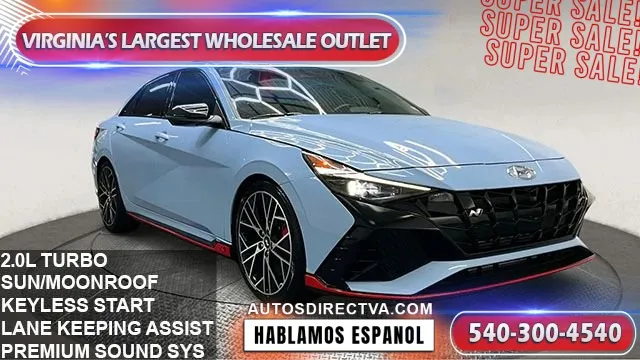 VIRGINIA'S LARGEST WHOLESALE OUTLET
SUPER SALE!
SUPER SALE!
SUPER SALE!
N
2.0L TURBO
SUN/MOONROOF
KEYLESS START
LANE KEEPING ASSIST
PREMIUM SOUND SYS
AUTOSDIRECTVA.COM
HABLAMOS ESPANOL
540-300-4540